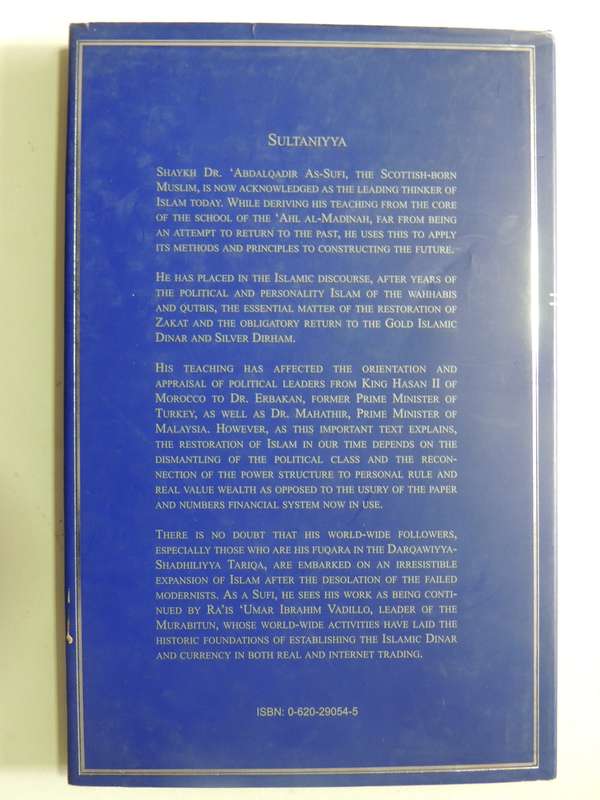 SULTANIYYA
SHAYKH DR. ‘ABDALQADIR AS-SUFI, THE SCOTTISH-BORN
MUSLIM, IS NOW ACKNOWLEDGED AS THE LEADING THINKER OF
ISLAM TODAY. WHILE DERIVING HIS TEACHING FROM THE CORE
OF THE SCHOOL OF THE ‘AHL AL-MADINAH, FAR FROM BEING
AN ATTEMPT TO RETURN TO THE PAST, HE USES THIS TO APPLY
ITS METHODS AND PRINCIPLES TO CONSTRUCTING THE FUTURE.
HE HAS PLACED IN THE ISLAMIC DISCOURSE, AFTER YEARS OF
THE POLITICAL AND PERSONALITY ISLAM OF THE WAHHABIS
AND QUTBIS, THE ESSENTIAL MATTER OF THE RESTORATION OF
ZAKAT AND THE OBLIGATORY RETURN TO THE GOLD ISLAMIC
DINAR AND SILVER DIRHAM.
HIS TEACHING HAS AFFECTED THE ORIENTATION AND
APPRAISAL OF POLITICAL LEADERS FROM KING HASAN II OF
MOROCCO TO DR. ERBAKAN, FORMER PRIME MINISTER OF
TURKEY, AS WELL AS DR. MAHATHIR, PRIME MINISTER OF
MALAYSIA. HOWEVER, AS THIS IMPORTANT TEXT EXPLAINS,
THE RESTORATION OF ISLAM IN OUR TIME DEPENDS ON THE
DISMANTLING OF THE POLITICAL CLASS AND THE RECON-
NECTION OF THE POWER STRUCTURE TO PERSONAL RULE AND
REAL VALUE WEALTH AS OPPOSED TO THE USURY OF THE PAPER
AND NUMBERS FINANCIAL SYSTEM NOW IN USE.
THERE IS NO DOUBT THAT HIS WORLD-WIDE FOLLOWERS,
ESPECIALLY THOSE WHO ARE HIS FUQARA IN THE DARQAWIYYA-
SHADHILIYYA TARIQA, ARE EMBARKED ON AN IRRESISTIBLE
EXPANSION OF ISLAM AFTER THE DESOLATION OF THE FAILED
MODERNISTS. AS A SUFI, HE SEES HIS WORK AS BEING CONTI-
NUED BY RA’IS ‘UMAR IBRAHIM VADILLO, LEADER OF THE
MURABITUN, WHOSE WORLD-WIDE ACTIVITIES HAVE LAID THE
HISTORIC FOUNDATIONS OF ESTABLISHING THE ISLAMIC DINAR
AND CURRENCY IN BOTH REAL AND INTERNET TRADING.
ISBN: 0-620-29054-5